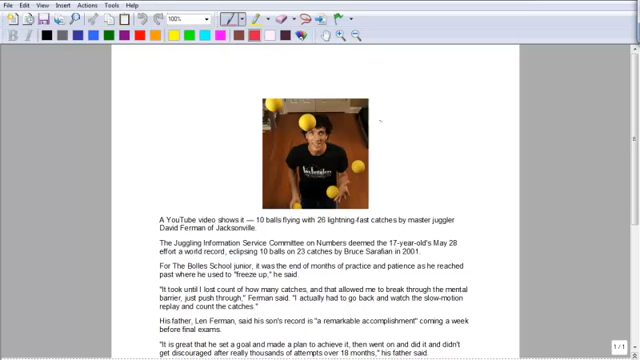 File Edit View Insert Actions Tools Help
100%
B I
A YouTube video shows it — 10 balls flying with 26 lightning-fast catches by master juggler
David Ferman of Jacksonville.
The Juggling Information Service Committee on Numbers deemed the 17-year-old's May 28
effort a world record, eclipsing 10 balls on 23 catches by Bruce Sarafian in 2001.
For The Bolles School junior, it was the end of months of practice and patience as he reached
past where he used to "freeze up," he said.
"It took until I lost count of how many catches, and that allowed me to break through the mental
barrier, just push through," Ferman said. "I actually had to go back and watch the slow-motion
replay and count the catches."
His father, Len Ferman, said his son's record is "a remarkable accomplishment" coming a week
before final exams.
"It is great that he set a goal and made a plan to achieve it, then went on and did it and didn't
get discouraged after really thousands of attempts over 18 months," his father said.
1 / 1